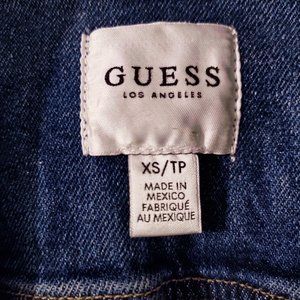 GUESS
LOS ANGELES
XS/TP
MADE IN
MEXICO
FABRIQUÉ
AU MEXIQUE